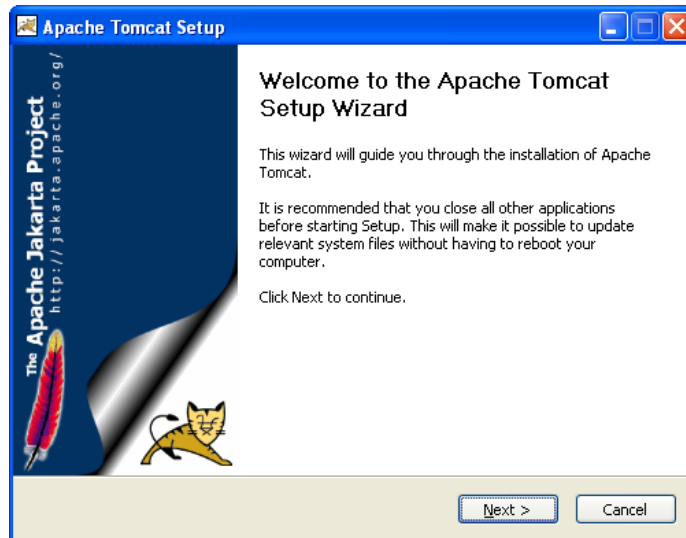 Apache Tomcat Setup
The Apache Jakarta Project
http://jakarta.apache.org/
Welcome to the Apache Tomcat
Setup Wizard
This wizard will guide you through the installation of Apache
Tomcat.
It is recommended that you close all other applications
before starting Setup. This will make it possible to update
relevant system files without having to reboot your
computer.
Click Next to continue.
Next >
Cancel